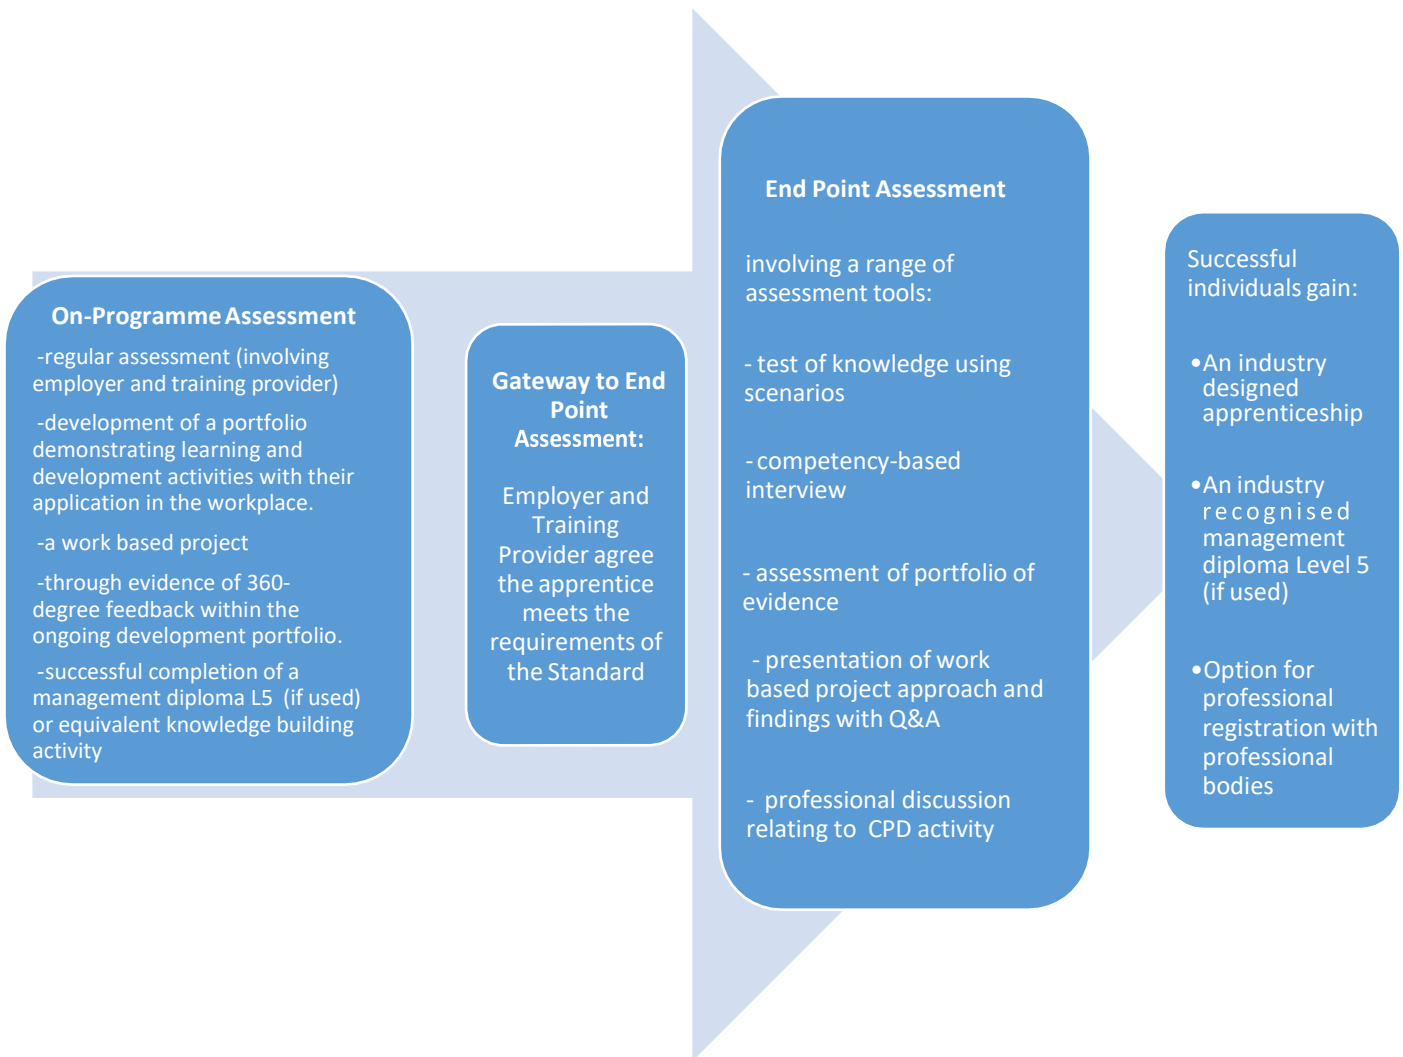 On-Programme Assessment
-regular assessment (involving
employer and training provider)
-development of a portfolio
demonstrating learning and
development activities with their
application in the workplace.
-a work based project
-through evidence of 360-
degree feedback within the
ongoing development portfolio.
-successful completion of a
management diploma L5 (if used)
or equivalent knowledge building
activity
Gateway to End
Point
Assessment:
Employer and
Training
Provider agree
the apprentice
meets the
requirements of
the Standard
End Point Assessment
involving a range of
assessment tools:
- test of knowledge using
scenarios
- competency-based
interview
- assessment of portfolio of
evidence
- presentation of work
based project approach and
findings with Q&A
- professional discussion
relating to CPD activity
Successful
individuals gain:
•An industry
designed
apprenticeship
•An industry
recognised
management
diploma Level 5
(if used)
•Option for
professional
registration with
professional
bodies